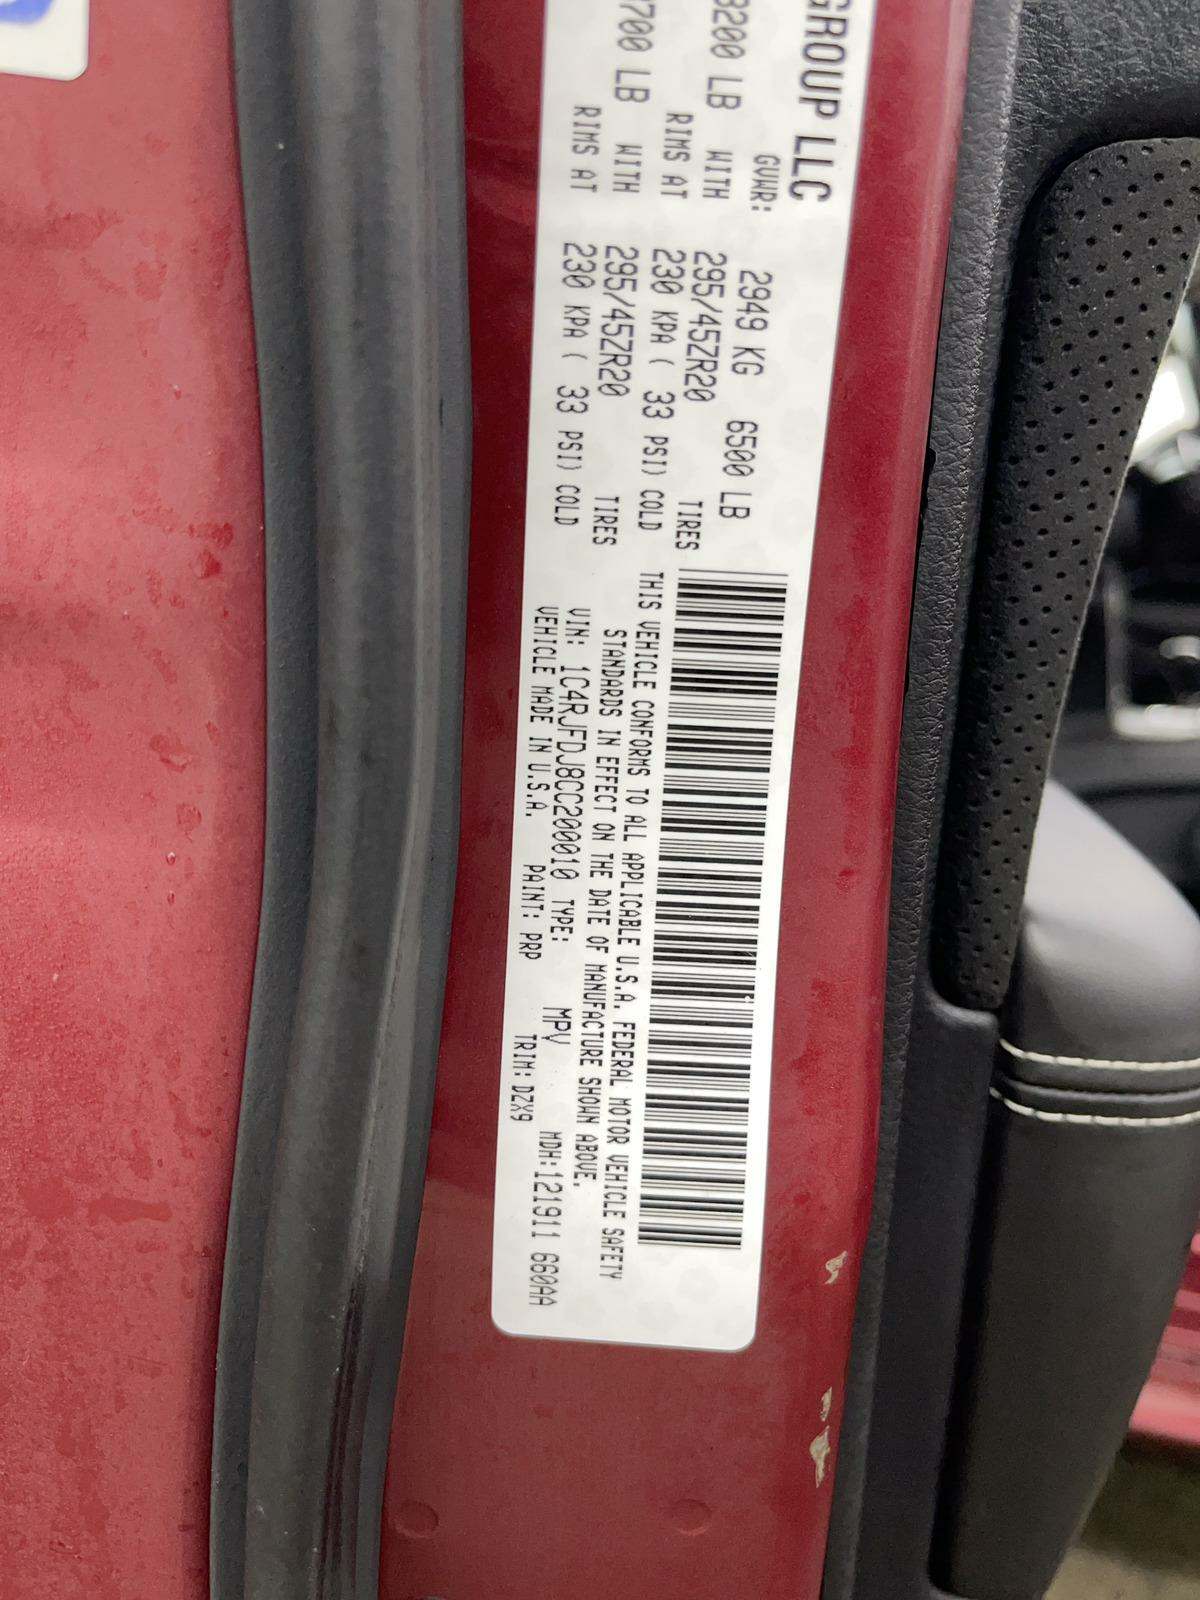 GROUP LLC
GVWR: 2949 KG 6500 LB
3200 LB WITH 295/45ZR20 TIRES
RIMS AT 230 KPA ( 33 PSI) COLD
700 LB WITH 295/45ZR20 TIRES
RIMS AT 230 KPA ( 33 PSI) COLD
THIS VEHICLE CONFORMS TO ALL APPLICABLE U.S.A. FEDERAL MOTOR VEHICLE SAFETY
STANDARDS IN EFFECT ON THE DATE OF MANUFACTURE SHOWN ABOVE.
VIN: 1C4RJFDJ8CC200010 TYPE: MPV MDH:121911 660AA
VEHICLE MADE IN U.S.A. PAINT: PRP TRIM: DZX9